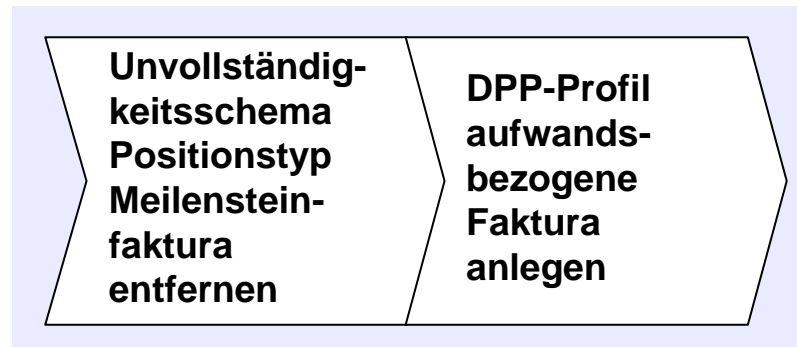 Unvollständig-
keitsschema
Positionstyp
Meilenstein-
faktura
entfernen
DPP-Profil
aufwands-
bezogene
Faktura
anlegen